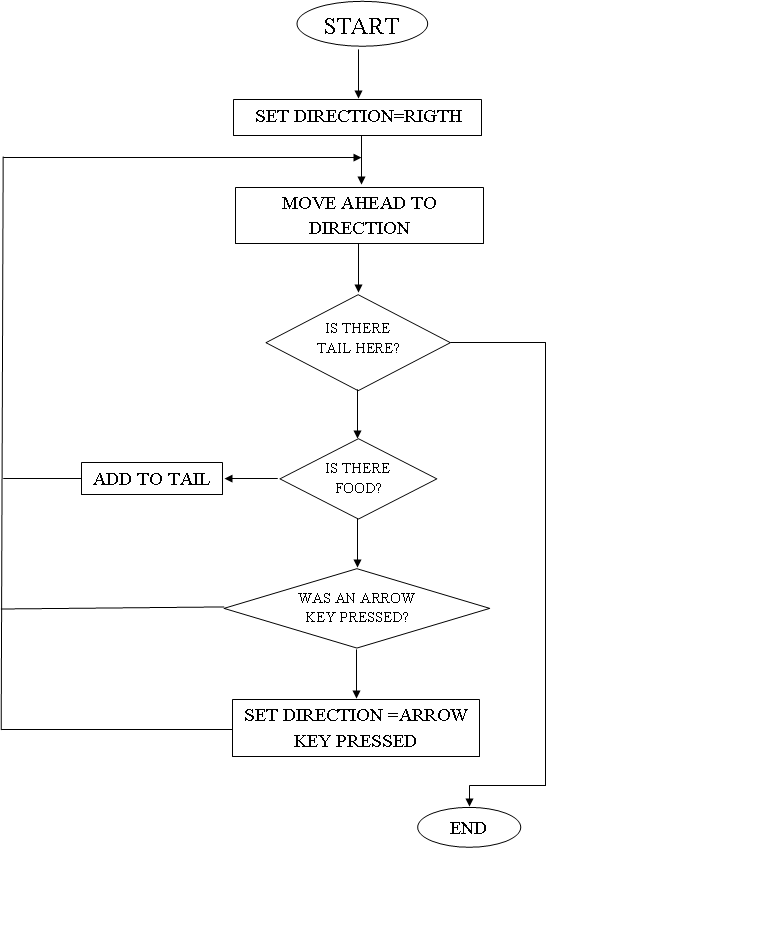 START
SET DIRECTION=RIGTH
MOVE AHEAD TO
DIRECTION
IS THERE
TAIL HERE?
IS THERE
FOOD?
ADD TO TAIL
WAS AN ARROW
KEY PRESSED?
SET DIRECTION =ARROW
KEY PRESSED
END